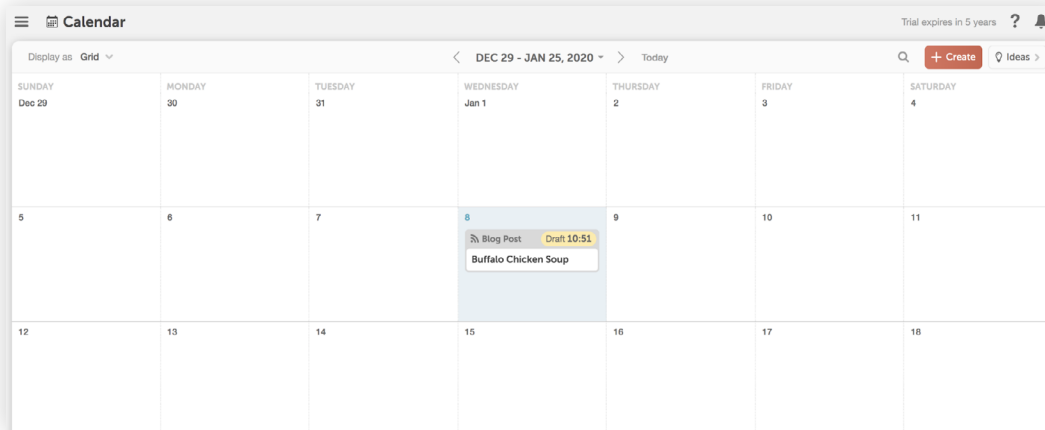 Calendar
Trial expires in 5 years ?
Display as Grid
DEC 29 - JAN 25, 2020
Today
+ Create
Ideas
SUNDAY MONDAY TUESDAY WEDNESDAY THURSDAY FRIDAY SATURDAY
Dec 29 30 31 Jan 1 2 3 4
5 6 7 8 9 10 11
Blog Post Draft 10:51
Buffalo Chicken Soup
12 13 14 15 16 17 18